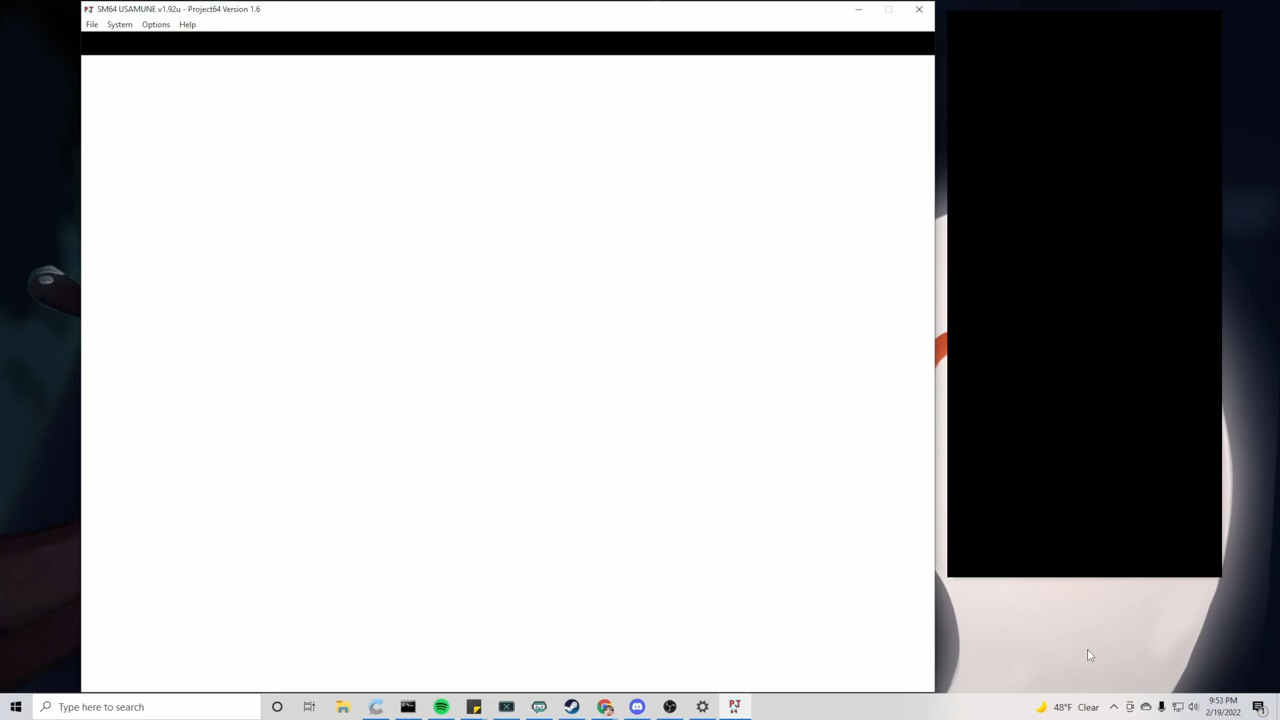 SM64 USAMUNE v1.92u - Project64 Version 1.6
File System Options Help
Type here to search
48°F Clear
9:53 PM
2/19/2022